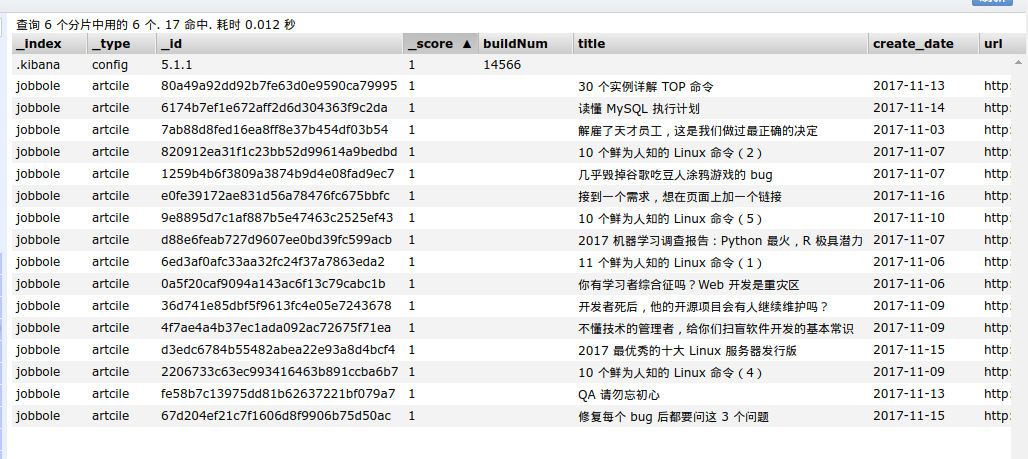 查询 6 个分片中用的 6 个. 17 命中. 耗时 0.012 秒
_index _type _id _score ▲ buildNum title create_date url
.kibana config 5.1.1 1 14566
jobbole artcile 80a49a92dd92b7fe63d0e9590ca79995 1 30 个实例详解 TOP 命令 2017-11-13 http:
jobbole artcile 6174b7ef1e672aff2d6d304363f9c2da 1 读懂 MySQL 执行计划 2017-11-14 http:
jobbole artcile 7ab88d8fed16ea8ff8e37b454df03b54 1 解雇了天才员工，这是我们做过最正确的决定 2017-11-03 http:
jobbole artcile 820912ea31f1c23bb52d99614a9bedbd 1 10 个鲜为人知的 Linux 命令（2） 2017-11-07 http:
jobbole artcile 1259b4b6f3809a3874b9d4e08fad9ec7 1 几乎毁掉谷歌吃豆人涂鸦游戏的 bug 2017-11-07 http:
jobbole artcile e0fe39172ae831d56a78476fc675bbfc 1 接到一个需求，想在页面上加一个链接 2017-11-16 http:
jobbole artcile 9e8895d7c1af887b5e47463c2525ef43 1 10 个鲜为人知的 Linux 命令（5） 2017-11-10 http:
jobbole artcile d88e6feab727d9607ee0bd39fc599acb 1 2017 机器学习调查报告：Python 最火，R 极具潜力 2017-11-07 http:
jobbole artcile 6ed3af0afc33aa32fc24f37a7863eda2 1 11 个鲜为人知的 Linux 命令（1） 2017-11-06 http:
jobbole artcile 0a5f20caf9094a143ac6f13c79cabc1b 1 你有学习者综合征吗？Web 开发是重灾区 2017-11-06 http:
jobbole artcile 36d741e85dbf5f9613fc4e05e7243678 1 开发者死后，他的开源项目会有人继续维护吗？ 2017-11-09 http:
jobbole artcile 4f7ae4a4b37ec1ada092ac72675f71ea 1 不懂技术的管理者，给你们扫盲软件开发的基本常识 2017-11-09 http:
jobbole artcile d3edc6784b55482abea22e93a8d4bcf4 1 2017 最优秀的十大 Linux 服务器发行版 2017-11-15 http:
jobbole artcile 2206733c63ec993416463b891ccba6b7 1 10 个鲜为人知的 Linux 命令（4） 2017-11-09 http:
jobbole artcile fe58b7c13975dd81b62637221bf079a7 1 QA 请勿忘初心 2017-11-13 http:
jobbole artcile 67d204ef21c7f1606d8f9906b75d50ac 1 修复每个 bug 后都要问这 3 个问题 2017-11-15 http: